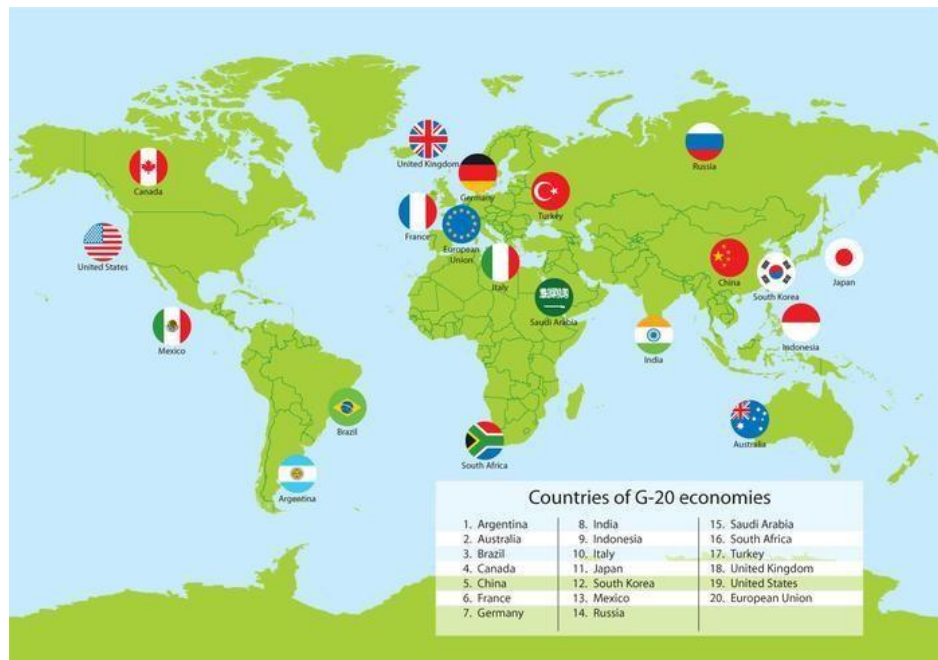 United Kingdom
Russia
Canada
Germany
Turkey
France
European
Union
United States
Italy
China
South Korea
Japan
Saudi Arabia
Mexico
India
Indonesia
Brazil
Australia
South Africa
Argentina
Countries of G-20 economies
1. Argentina
2. Australia
3. Brazil
4. Canada
5. China
6. France
7. Germany
8. India
9. Indonesia
10. Italy
11. Japan
12. South Korea
13. Mexico
14. Russia
15. Saudi Arabia
16. South Africa
17. Turkey
18. United Kingdom
19. United States
20. European Union